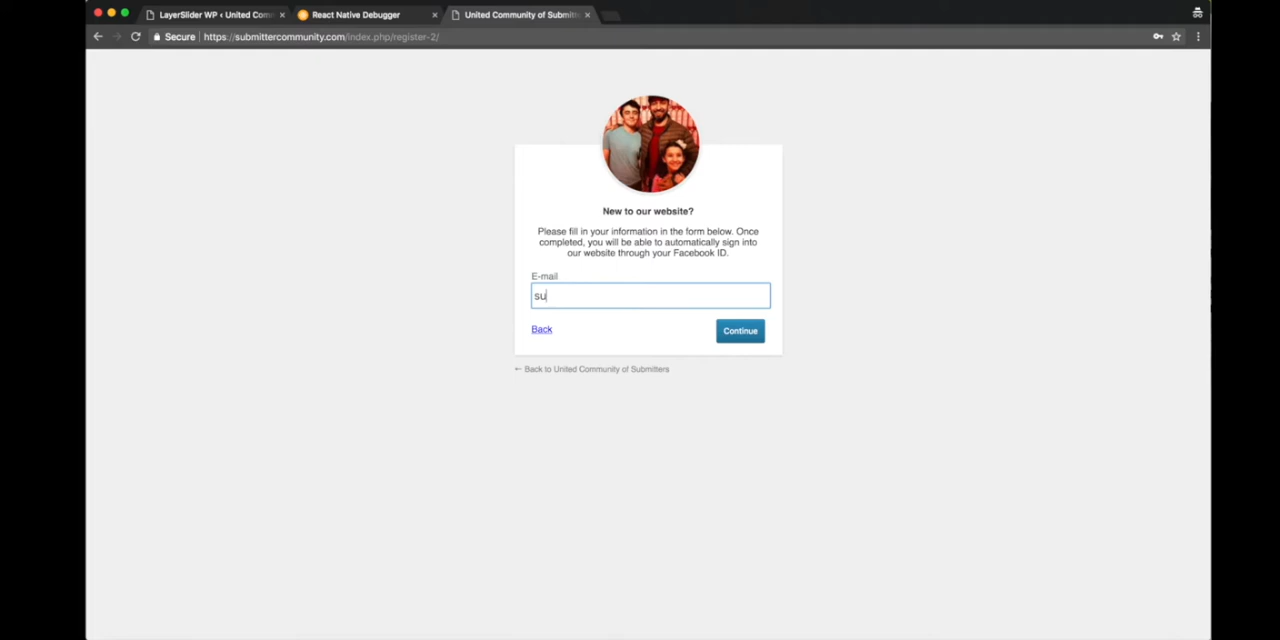 LayerSlider WP ‹ United Com
React Native Debugger
United Community of Submitt
Secure
https://submittercommunity.com/index.php/register-2/
New to our website?
Please fill in your information in the form below. Once
completed, you will be able to automatically sign into
our website through your Facebook ID.
E-mail
su
Back
Continue
← Back to United Community of Submitters